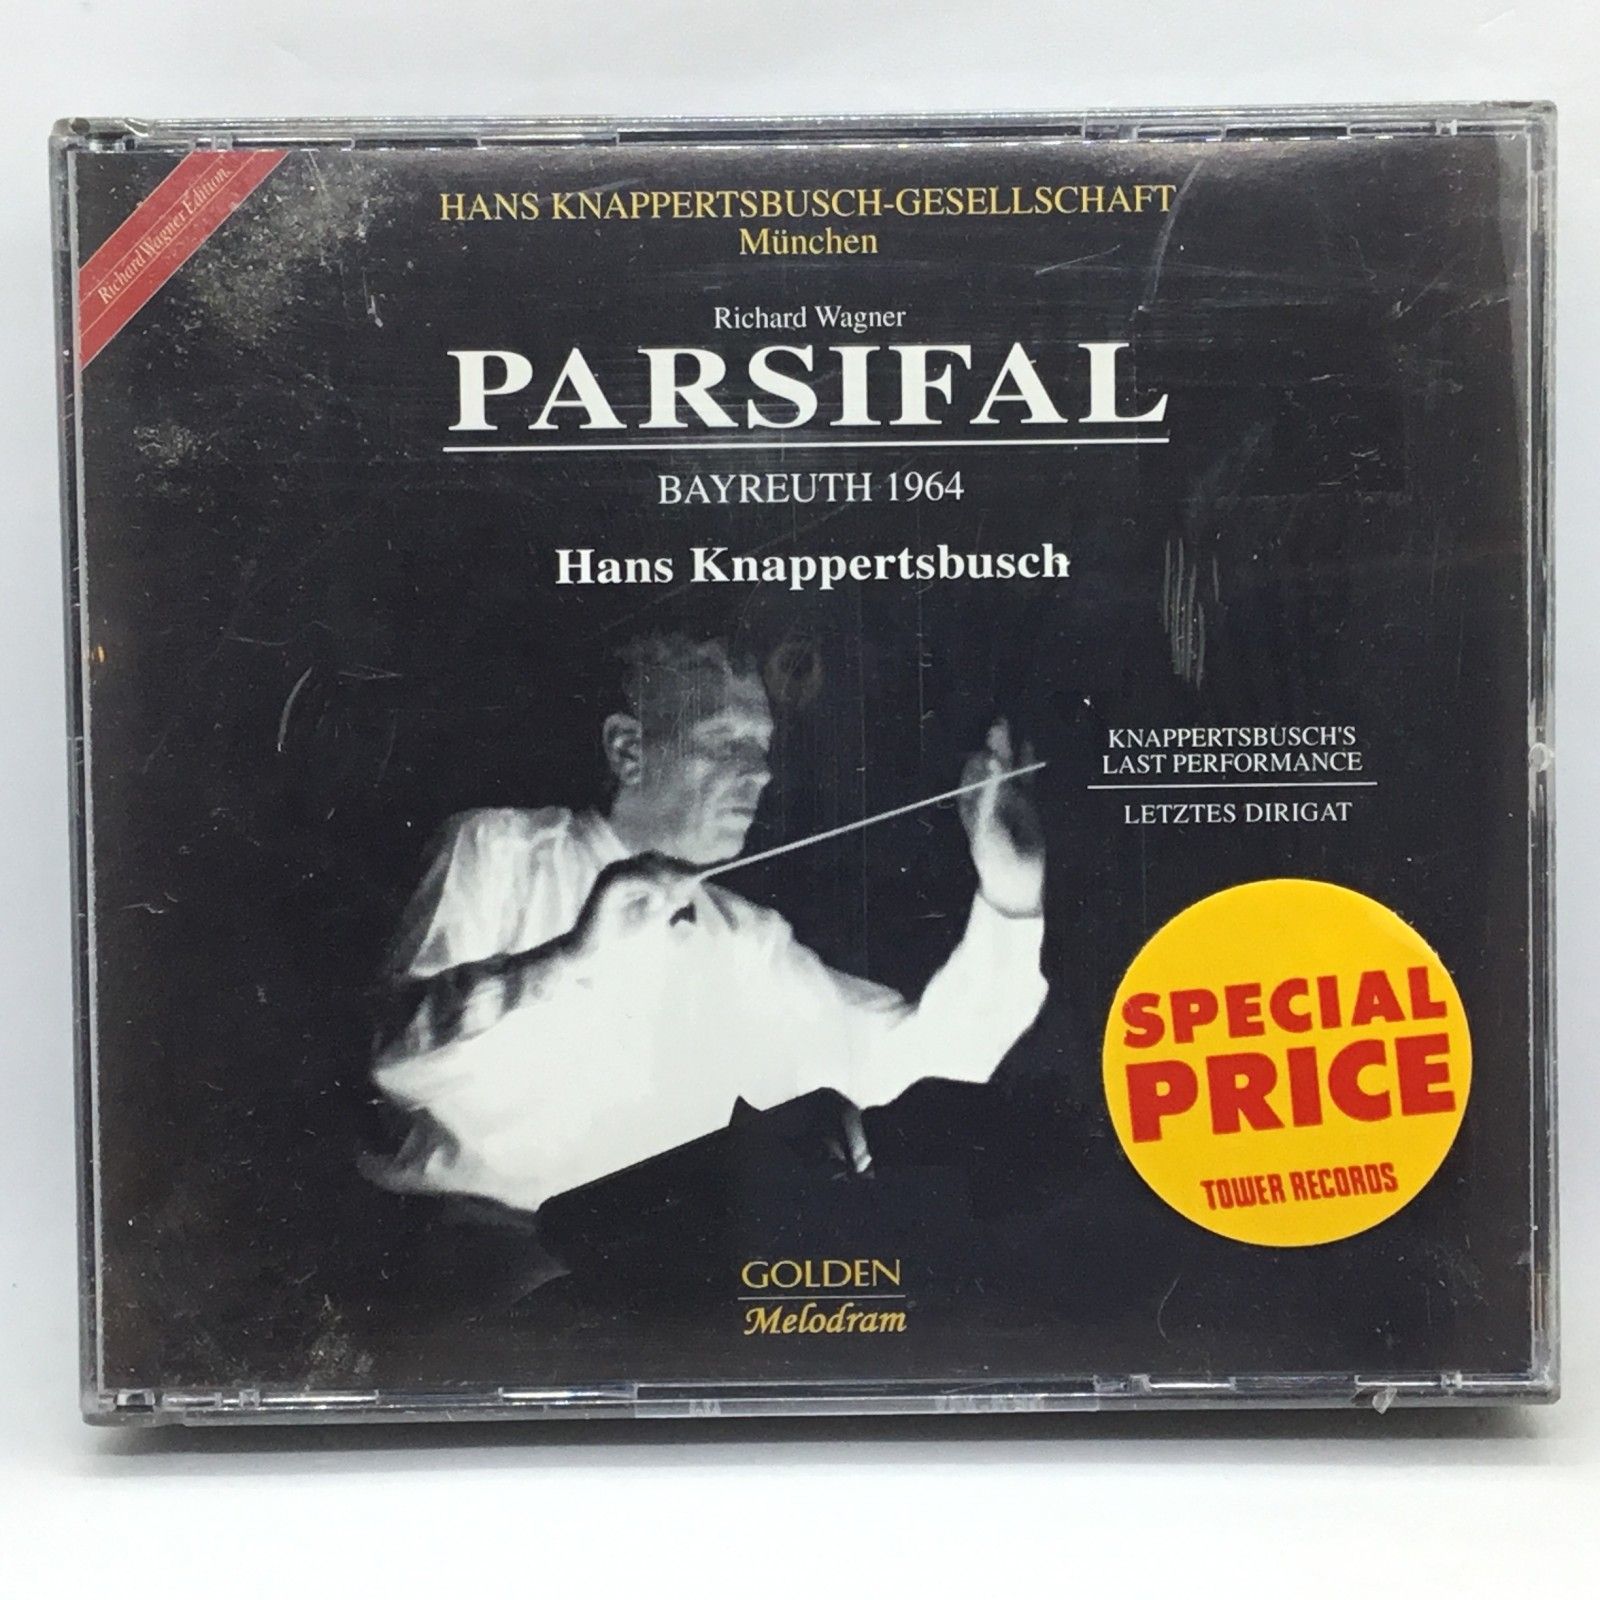 Richard Wagner Edition
HANS KNAPPERTSBUSCH-GESELLSCHAFT
München
Richard Wagner
PARSIFAL
BAYREUTH 1964
Hans Knappertsbusch
KNAPPERTSBUSCH'S
LAST PERFORMANCE
LETZTES DIRIGAT
SPECIAL
PRICE
TOWER RECORDS
GOLDEN
Melodram